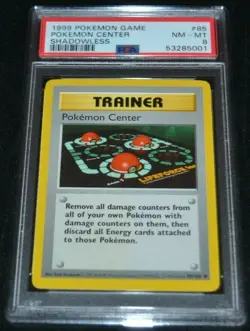 1999 POKEMON GAME #85
POKEMON CENTER NM-MT
SHADOWLESS 8
PSA 53285001
TRAINER
Pokémon Center
LIFEFORCE
Remove all damage counters from
all of your own Pokémon with
damage counters on them, then
discard all Energy cards attached
to those Pokémon.